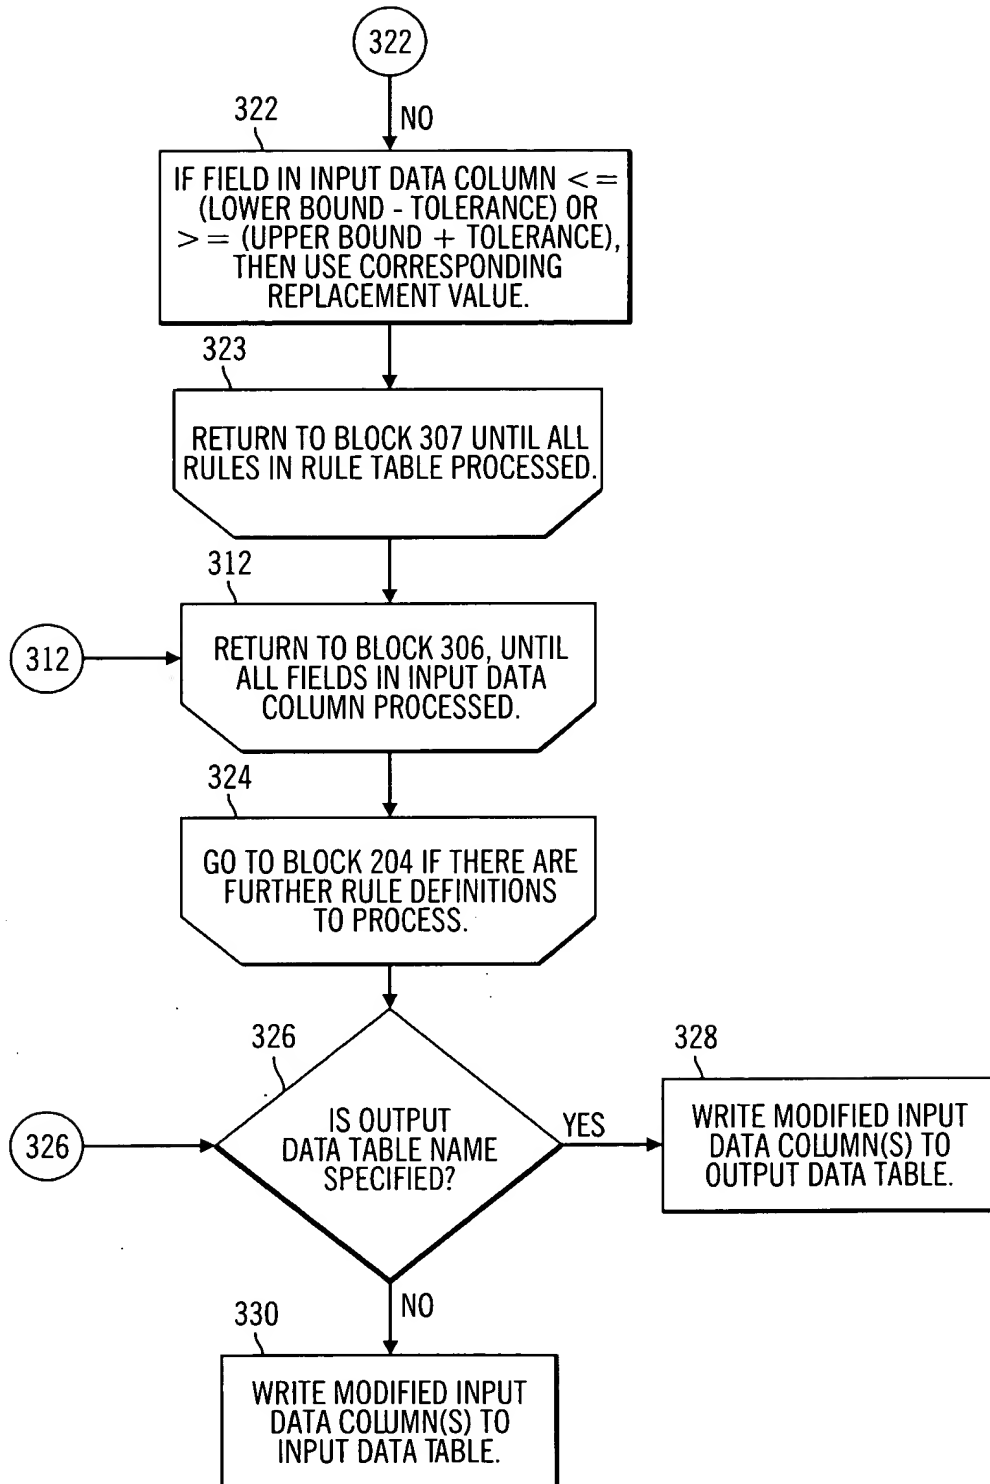 322
NO
322
IF FIELD IN INPUT DATA COLUMN < =
(LOWER BOUND - TOLERANCE) OR
> = (UPPER BOUND + TOLERANCE),
THEN USE CORRESPONDING
REPLACEMENT VALUE.
323
RETURN TO BLOCK 307 UNTIL ALL
RULES IN RULE TABLE PROCESSED.
312
312
RETURN TO BLOCK 306, UNTIL
ALL FIELDS IN INPUT DATA
COLUMN PROCESSED.
324
GO TO BLOCK 204 IF THERE ARE
FURTHER RULE DEFINITIONS
TO PROCESS.
326
326
IS OUTPUT
DATA TABLE NAME
SPECIFIED?
YES
328
WRITE MODIFIED INPUT
DATA COLUMN(S) TO
OUTPUT DATA TABLE.
NO
330
WRITE MODIFIED INPUT
DATA COLUMN(S) TO
INPUT DATA TABLE.